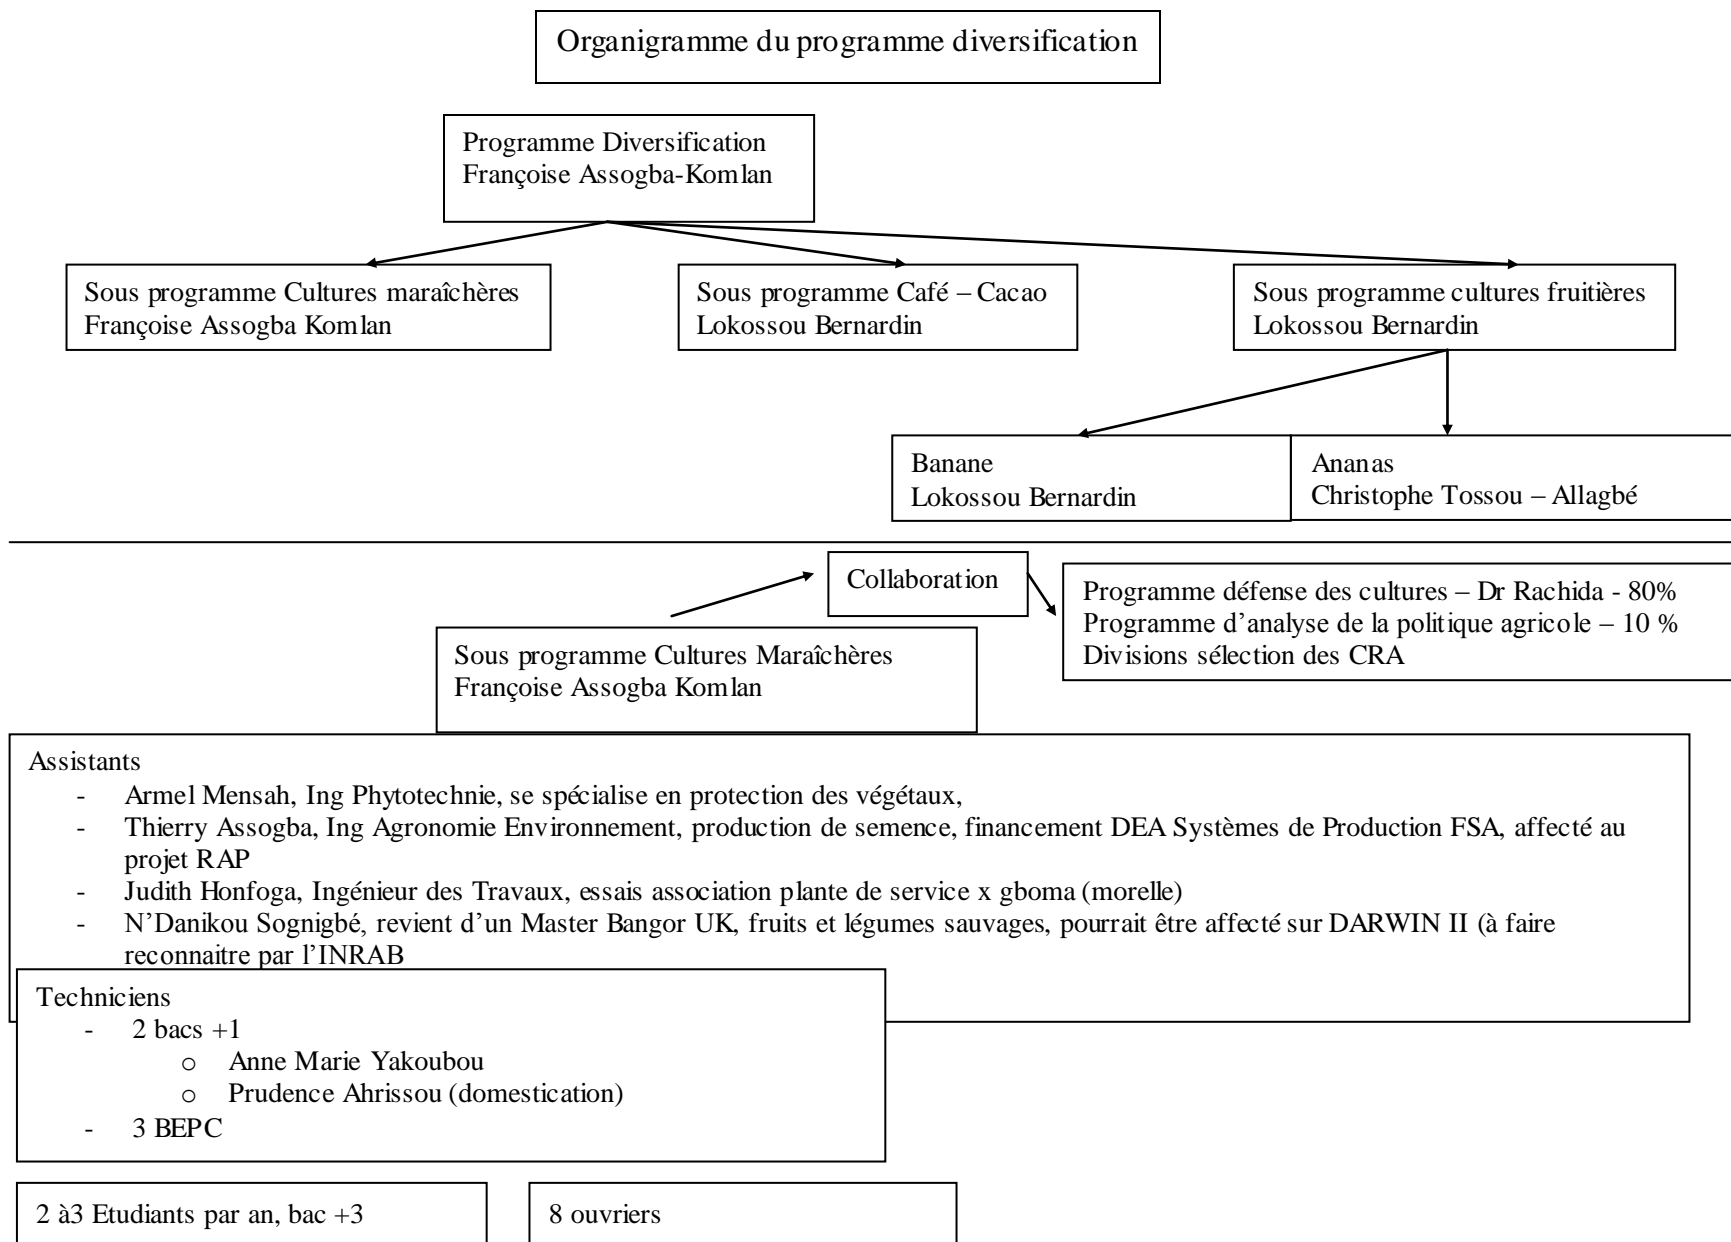 Organigramme du programme diversification
Programme Diversification
Françoise Assogba-Komlan
Sous programme Cultures maraîchères
Françoise Assogba Komlan
Sous programme Café – Cacao
Lokossou Bernardin
Sous programme cultures fruitières
Lokossou Bernardin
Banane
Lokossou Bernardin
Ananas
Christophe Tossou – Allagbé
Collaboration
Programme défense des cultures – Dr Rachida - 80%
Programme d’analyse de la politique agricole – 10 %
Divisions sélection des CRA
Sous programme Cultures Maraîchères
Françoise Assogba Komlan
Assistants
- Armel Mensah, Ing Phytotechnie, se spécialise en protection des végétaux,
- Thierry Assogba, Ing Agronomie Environnement, production de semence, financement DEA Systèmes de Production FSA, affecté au
projet RAP
- Judith Honfoga, Ingénieur des Travaux, essais association plante de service x gboma (morelle)
- N’Danikou Sognigbé, revient d’un Master Bangor UK, fruits et légumes sauvages, pourrait être affecté sur DARWIN II (à faire
reconnaitre par l’INRAB
Techniciens
- 2 bacs +1
o Anne Marie Yakoubou
o Prudence Ahrissou (domestication)
- 3 BEPC
2 à3 Etudiants par an, bac +3
8 ouvriers